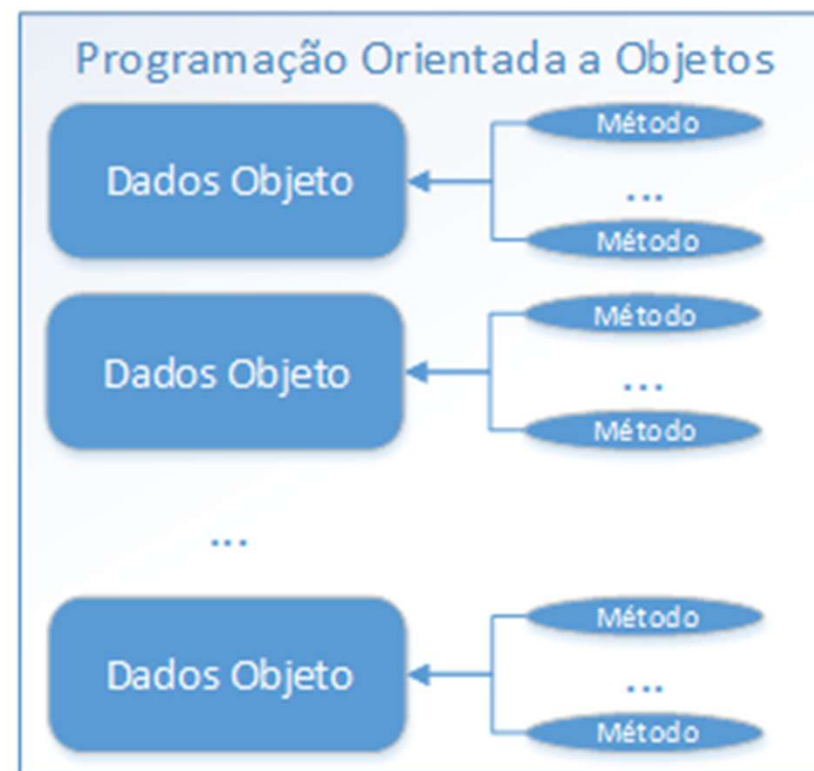 Programação Orientada a Objetos
Método
Dados Objeto
...
Método
Método
Dados Objeto
...
Método
...
Método
Dados Objeto
...
Método